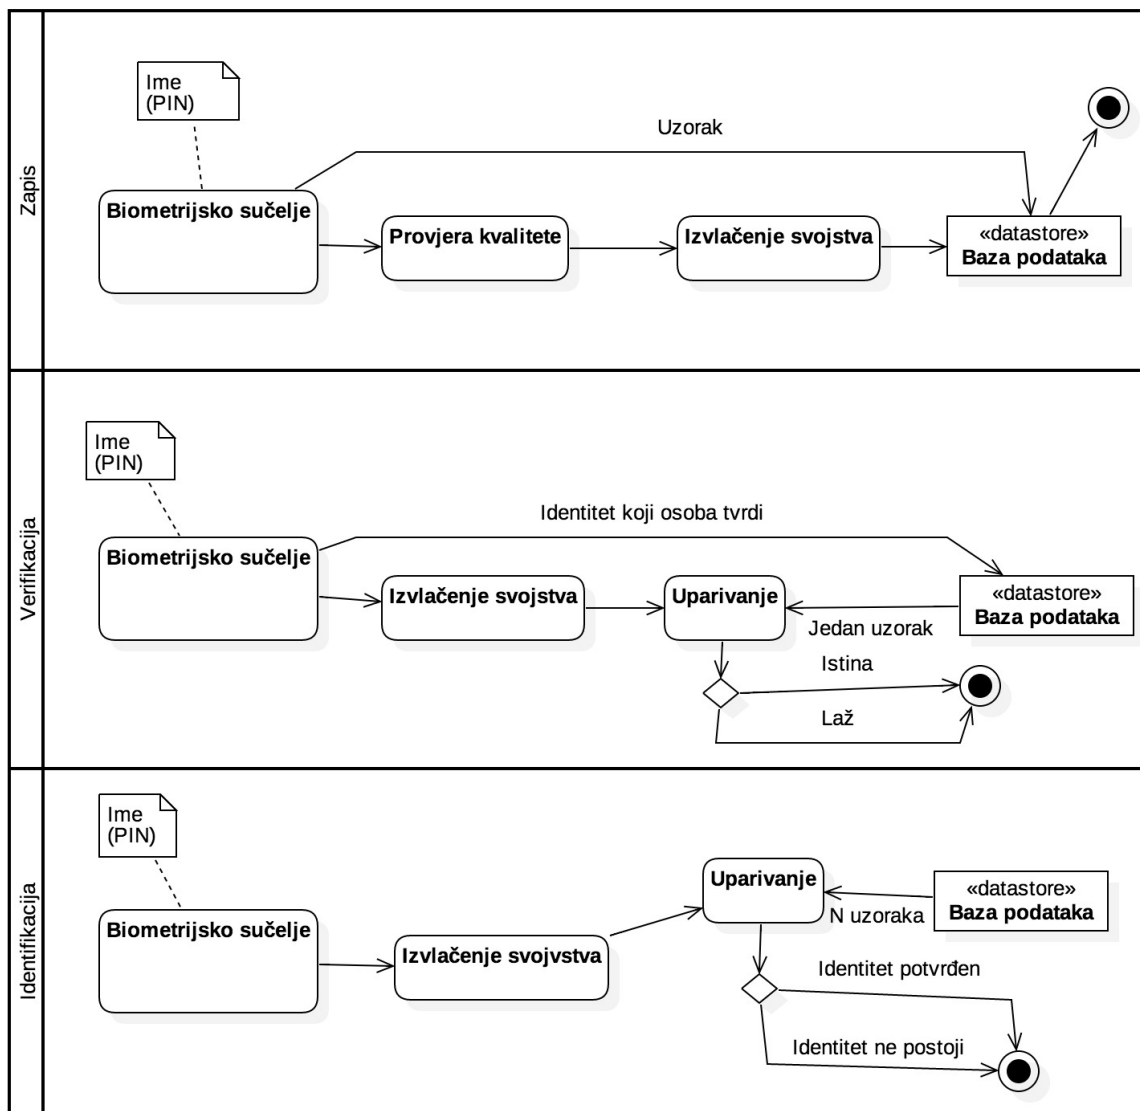 Zapis
Ime
(PIN)
Uzorak
Biometrijsko sučelje
Provjera kvalitete
Izvlačenje svojstva
«datastore»
Baza podataka
Verifikacija
Ime
(PIN)
Identitet koji osoba tvrdi
Biometrijsko sučelje
Izvlačenje svojstva
Uparivanje
«datastore»
Baza podataka
Jedan uzorak
Istina
Laž
Identifikacija
Ime
(PIN)
Biometrijsko sučelje
Izvlačenje svojvstva
Uparivanje
«datastore»
Baza podataka
N uzoraka
Identitet potvrđen
Identitet ne postoji